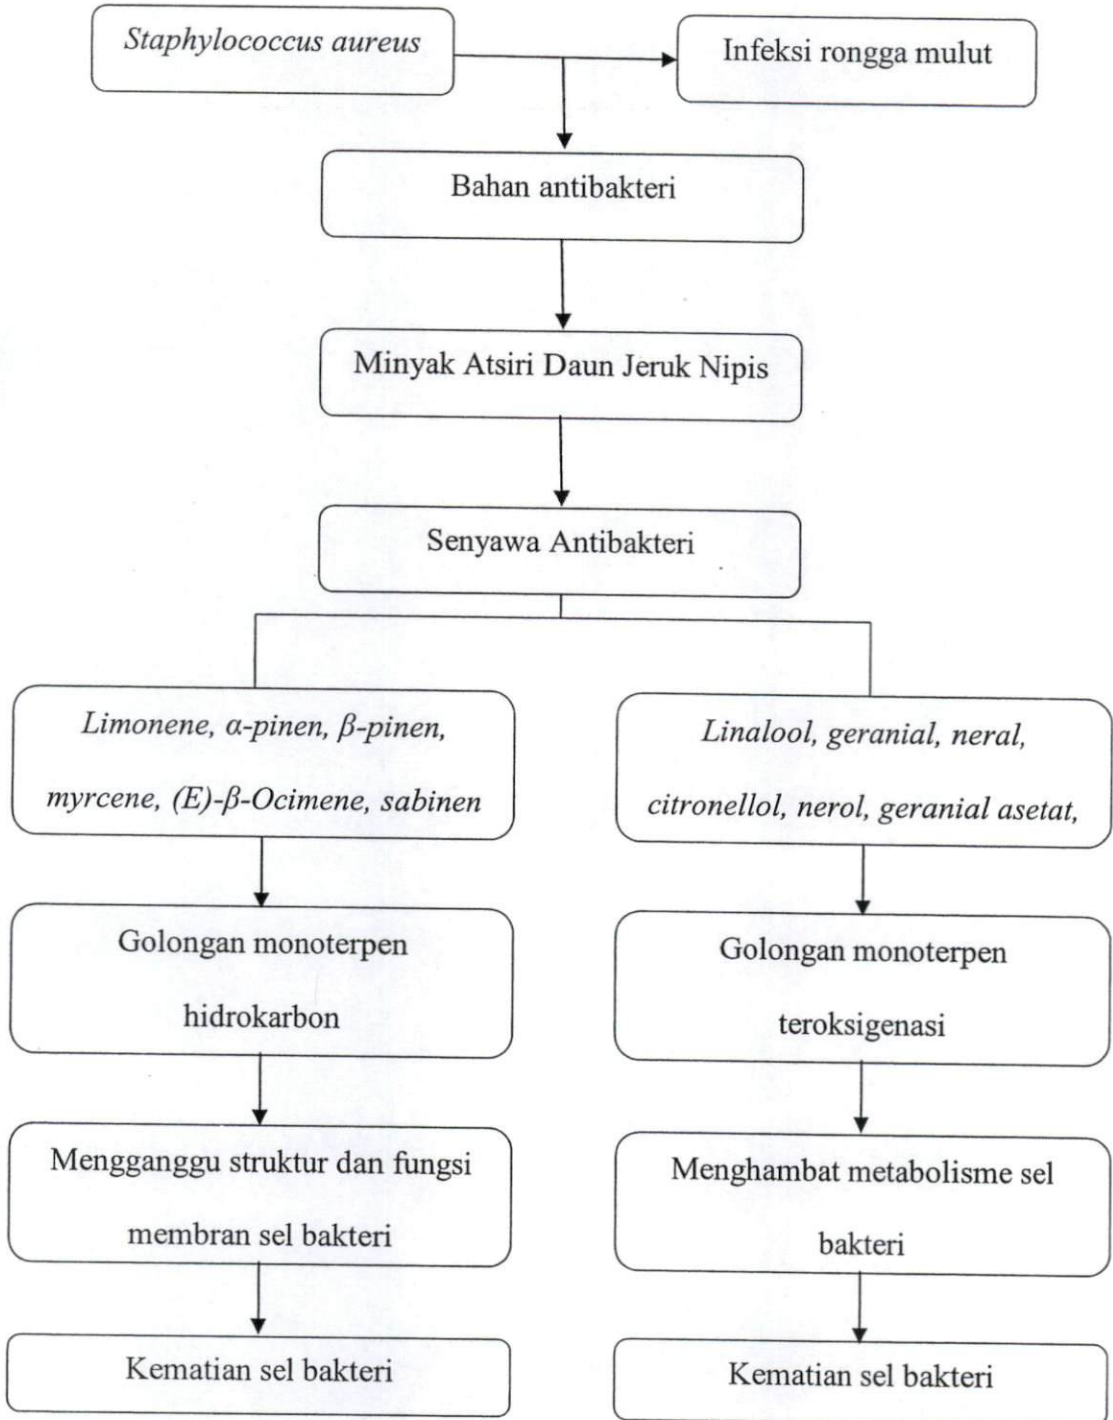 Staphylococcus aureus
Infeksi rongga mulut
Bahan antibakteri
Minyak Atsiri Daun Jeruk Nipis
Senyawa Antibakteri
Limonene, α-pinen, β-pinen,
myrcene, (E)-β-Ocimene, sabinen
Linalool, geranial, neral,
citronellol, nerol, geranial asetat,
Golongan monoterpen
hidrokarbon
Golongan monoterpen
teroksigenasi
Mengganggu struktur dan fungsi
membran sel bakteri
Menghambat metabolisme sel
bakteri
Kematian sel bakteri
Kematian sel bakteri